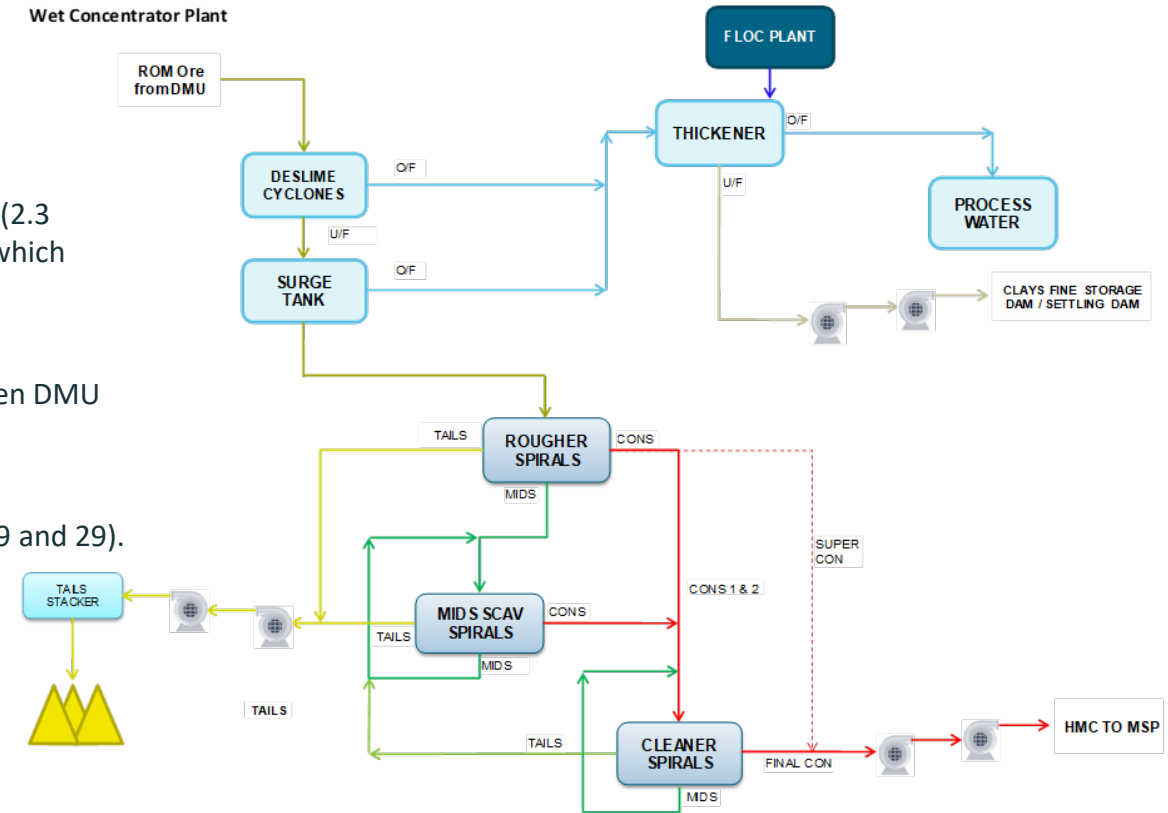 Wet Concentrator Plant
FLOC PLANT
ROM Ore
from DMU
THICKENER
O/F
DESLIME
CYCLONES
O/F
U/F
PROCESS
WATER
(2.3
which
U/F
SURGE
TANK
O/F
CLAYS FINE STORAGE
DAM / SETTLING DAM
en DMU
TAILS
ROUGHER
SPIRALS
CONS
MIDS
9 and 29).
SUPER
CON
TAILS
STACKER
CONS 1 & 2
MIDS SCAV
SPIRALS
CONS
TAILS
MIDS
TAILS
HMC TO MSP
TAILS
CLEANER
SPIRALS
FINAL CON
MIDS